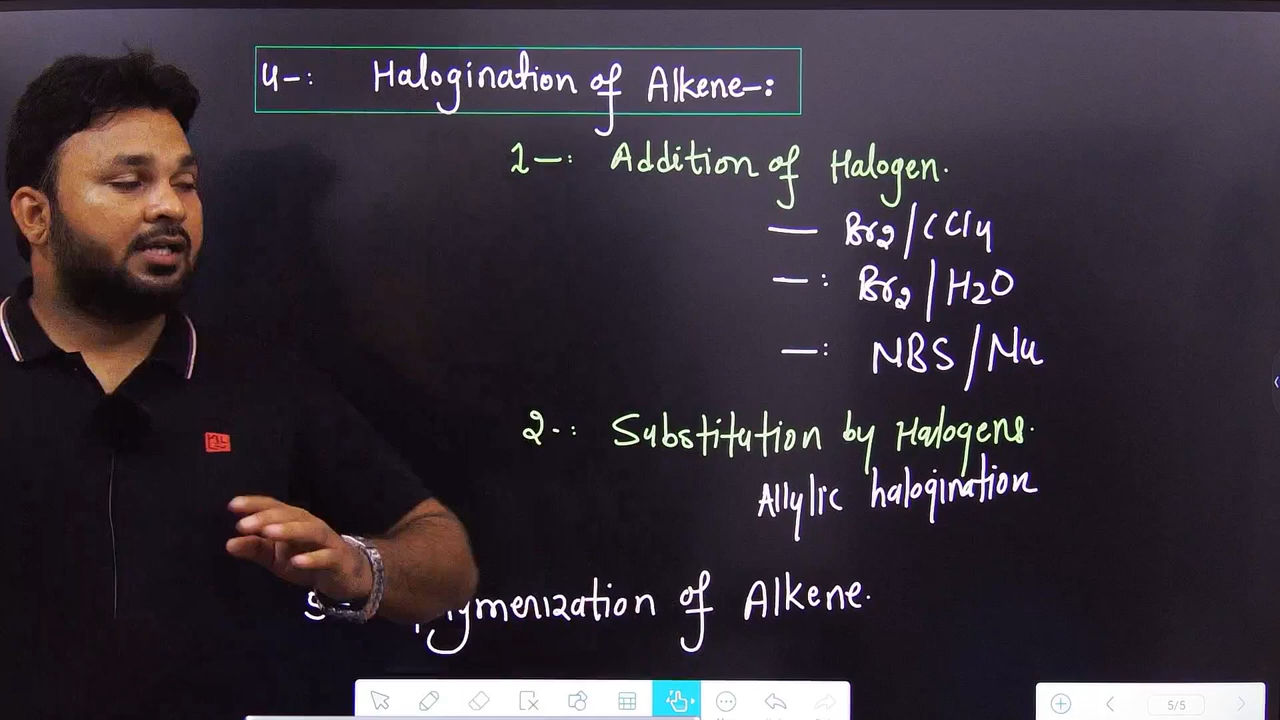 4-: Halogination of Alkene-:
1-: Addition of Halogen.
— Br2/CCl4
—: Br2/H2O
—: NBS/Nu
2-: Substitution by Halogens.
Allylic halogination
of Alkene.
5/5